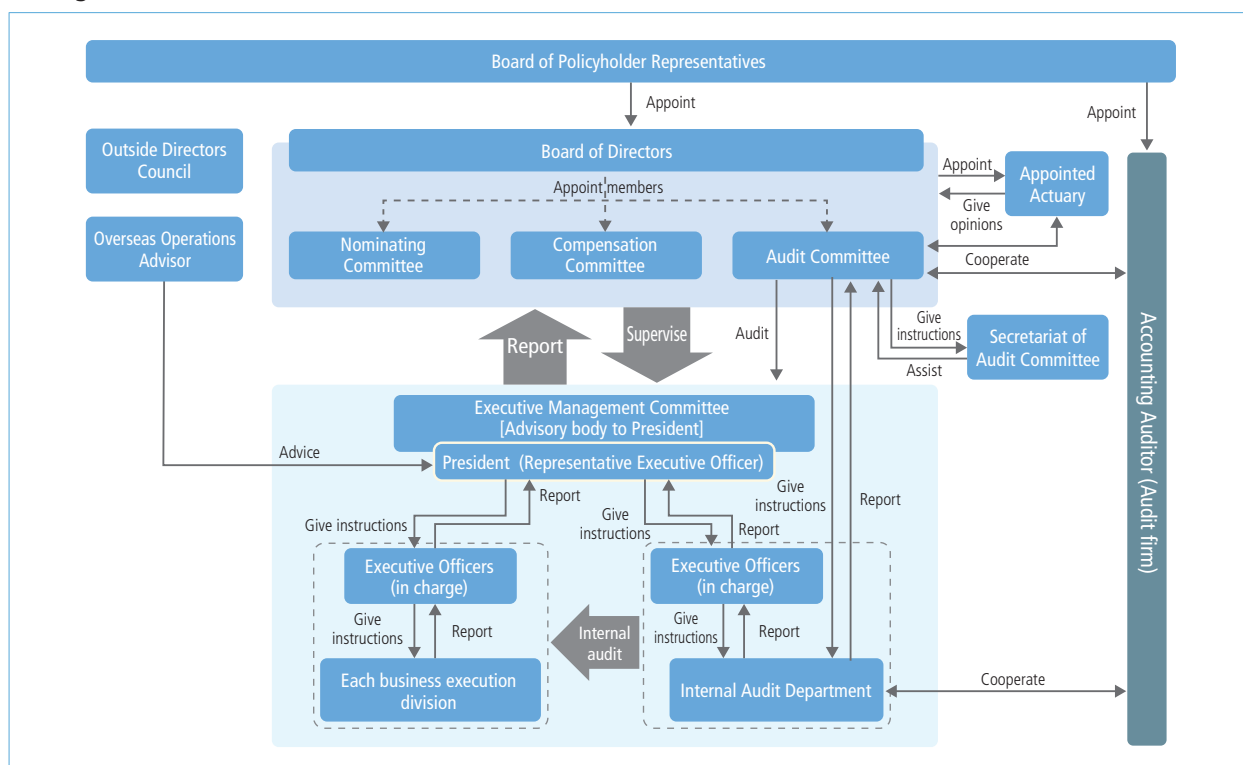 Board of Policyholder Representatives
Appoint
Appoint
Outside Directors
Council
Board of Directors
Appoint
Appointed
Actuary
Give
opinions
Appoint members
Overseas Operations
Advisor
Nominating
Committee
Compensation
Committee
Audit Committee
Cooperate
Report
Supervise
Audit
Give
instructions
Secretariat of
Audit Committee
Assist
Accounting Auditor (Audit firm)
Executive Management Committee
[Advisory body to President]
Advice
President (Representative Executive Officer)
Give instructions
Report
Give
instructions
Report
Give
instructions
Report
Executive Officers
(in charge)
Executive Officers
(in charge)
Give
instructions
Report
Internal
audit
Give
instructions
Report
Each business execution
division
Internal Audit Department
Cooperate